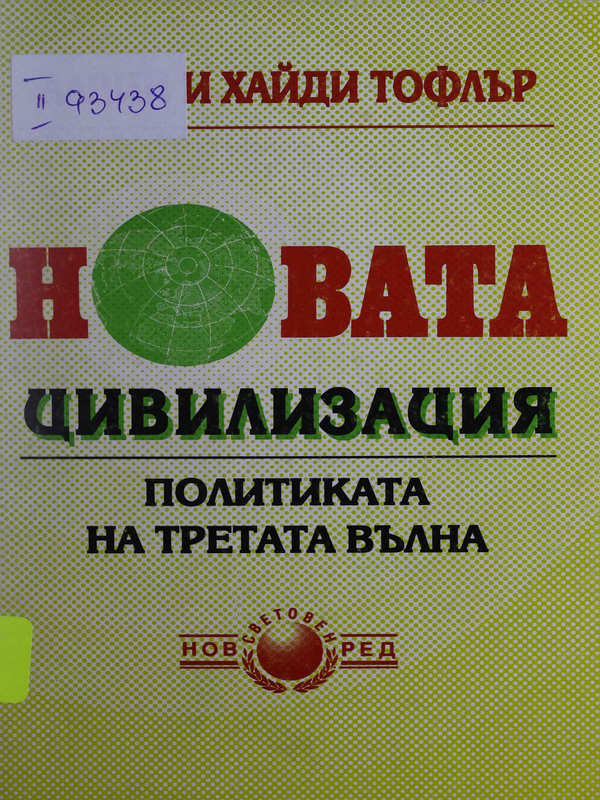 И ХАЙДИ ТОФЛЪР
II 93438
НОВАТА
ЦИВИЛИЗАЦИЯ
ПОЛИТИКАТА
НА ТРЕТАТА ВЪЛНА
НОВ СВЕТОВЕН РЕД